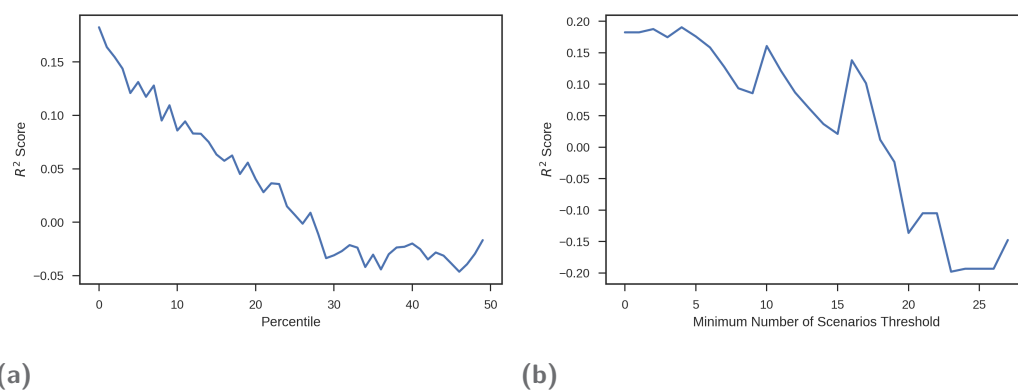 0.15
0.10
0.05
0.00
−0.05
R² Score
0 10 20 30 40 50
Percentile
(a)
0.20
0.15
0.10
0.05
0.00
−0.05
−0.10
−0.15
−0.20
R² Score
0 5 10 15 20 25
Minimum Number of Scenarios Threshold
(b)